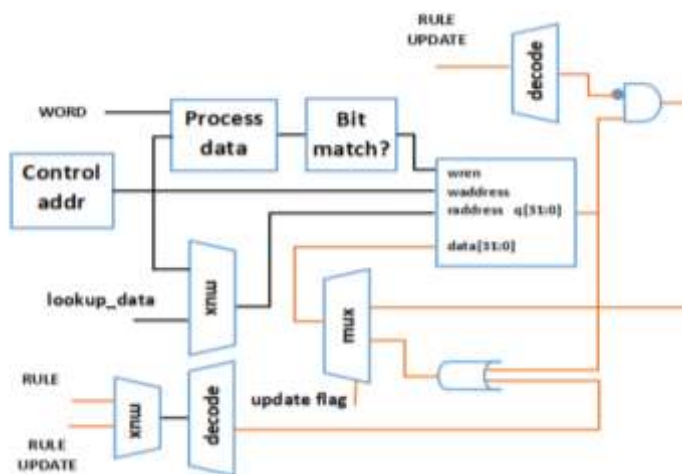 RULE
UPDATE
decode
WORD
Process
data
Bit
match?
Control
addr
wren
waddress
raddress q[31:0]
data[31:0]
mux
lookup_data
mux
update flag
RULE
mux
decode
RULE
UPDATE